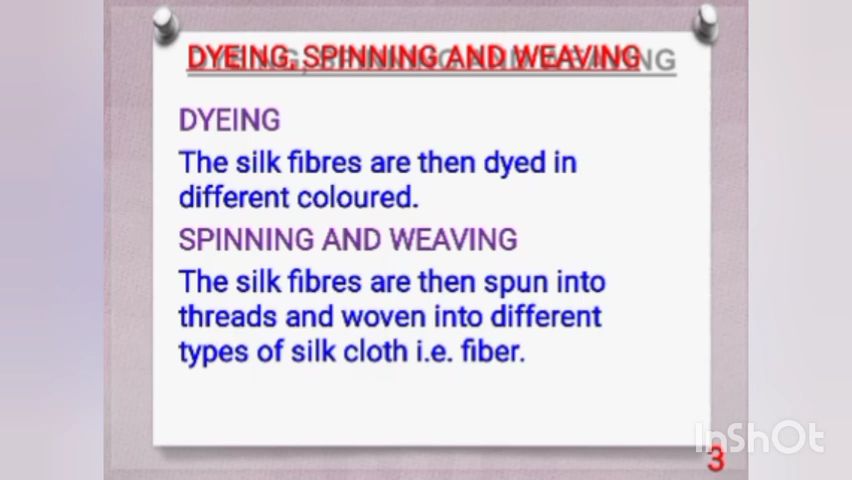 DYEING, SPINNING AND WEAVING
DYEING
The silk fibres are then dyed in
different coloured.
SPINNING AND WEAVING
The silk fibres are then spun into
threads and woven into different
types of silk cloth i.e. fiber.
InShOt
3